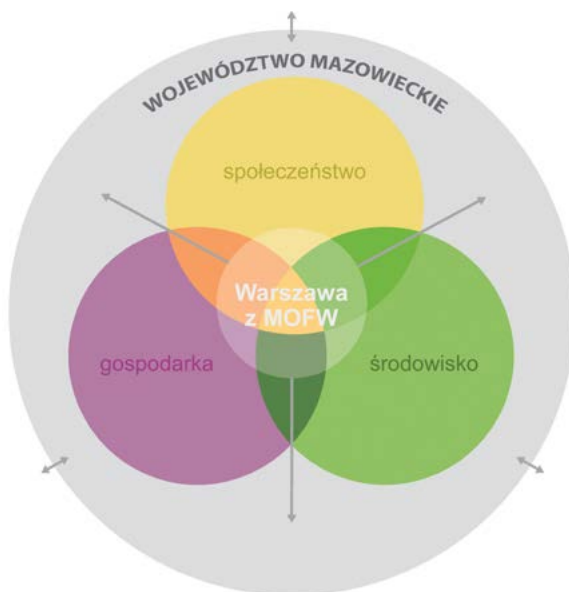 WOJEWÓDZTWO MAZOWIECKIE
społeczeństwo
Warszawa
z MOFW
gospodarka
środowisko